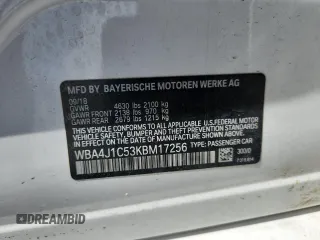 MFD BY BAYERISCHE MOTOREN WERKE AG
09/18
GVWR 4630 lbs 2100 kg
GAWR FRONT 2138 lbs 970 kg
GAWR REAR 2679 lbs 1215 kg
THIS VEHICLE CONFORMS TO ALL APPLICABLE
U.S. FEDERAL MOTOR VEHICLE SAFETY,
BUMPER, AND THEFT PREVENTION
STANDARDS IN EFFECT ON THE DATE
OF MANUFACTURE SHOWN ABOVE.
WBA4J1C53KBM17256 TYPE: PASSENGER CAR
300/0